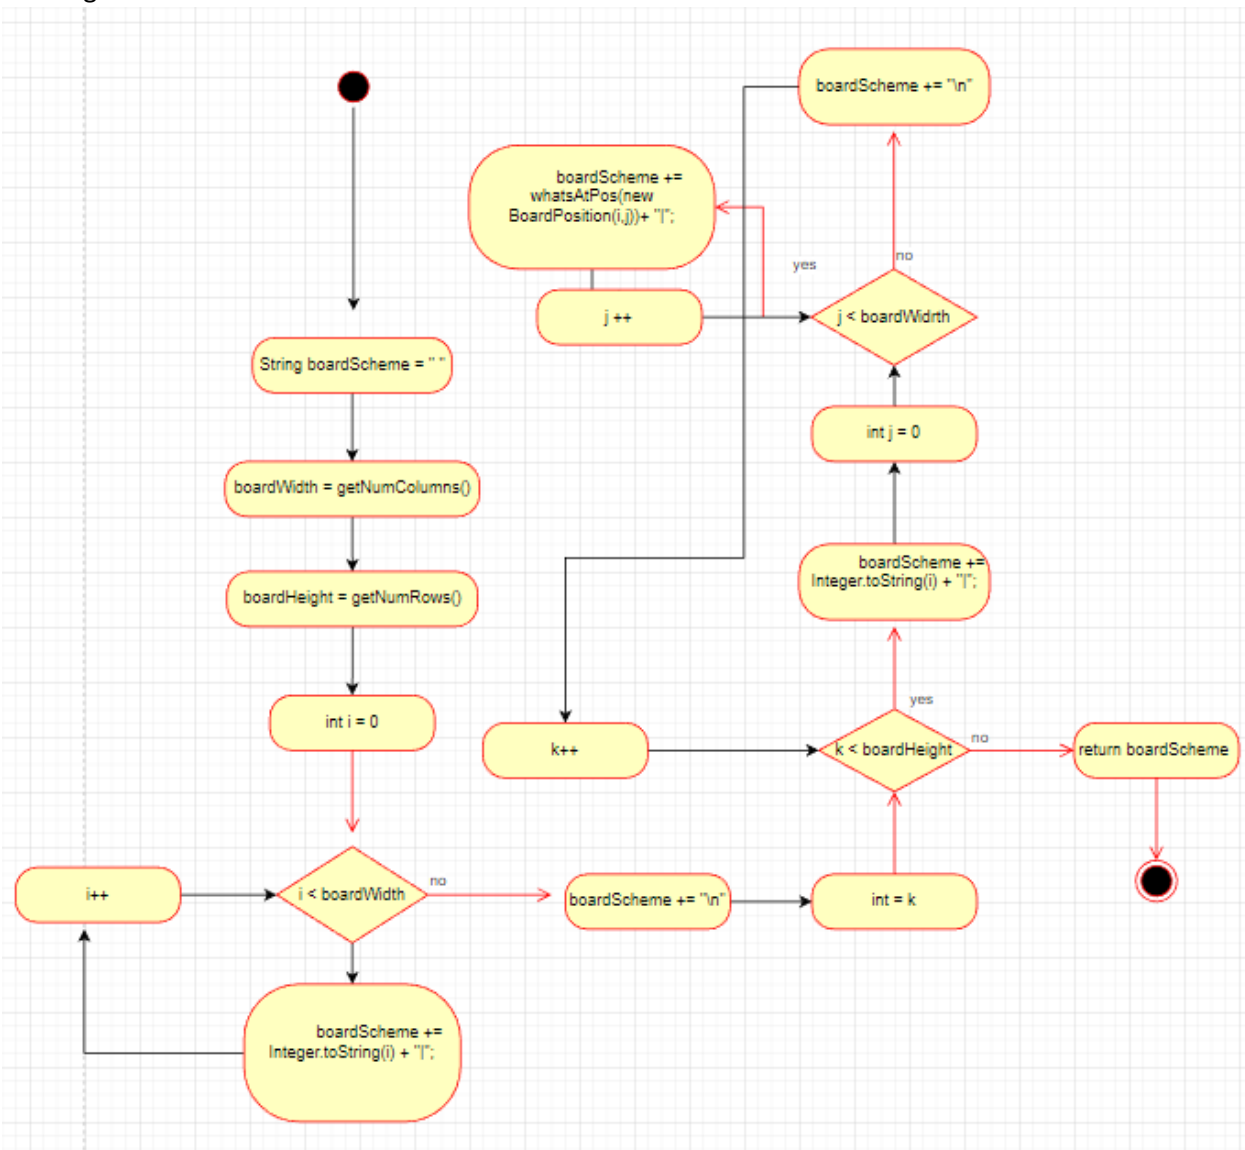 String boardScheme = " "
boardWidth = getNumColumns()
boardHeight = getNumRows()
int i = 0
i < boardWidth
no
i++
boardScheme +=
Integer.toString(i) + "|";
boardScheme += "\n"
int = k
k < boardHeight
yes
no
return boardScheme
k++
boardScheme +=
Integer.toString(i) + "|";
int j = 0
j < boardWidrth
yes
no
boardScheme +=
whatsAtPos(new
BoardPosition(i,j))+ "|";
j ++
boardScheme += "\n"